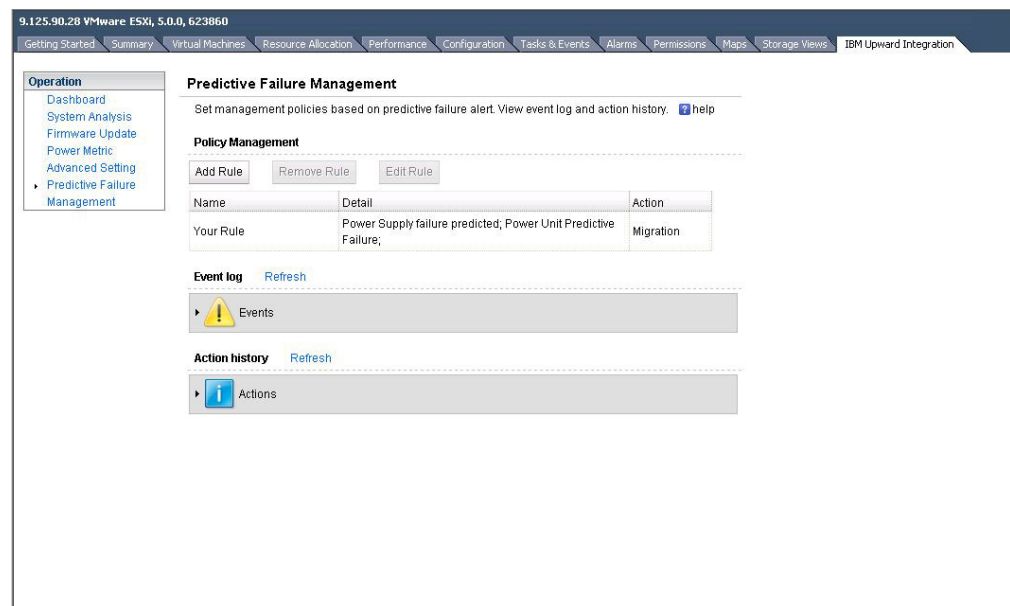 9.125.90.28 VMware ESXi, 5.0.0, 623860
Getting Started Summary Virtual Machines Resource Allocation Performance Configuration Tasks & Events Alarms Permissions Maps Storage Views IBM Upward Integration
Operation
Dashboard
System Analysis
Firmware Update
Power Metric
Advanced Setting
Predictive Failure
Management
Predictive Failure Management
Set management policies based on predictive failure alert. View event log and action history. ? help
Policy Management
Add Rule Remove Rule Edit Rule
Name Detail Action
Your Rule Power Supply failure predicted; Power Unit Predictive Migration
Failure;
Event log Refresh
Events
Action history Refresh
Actions